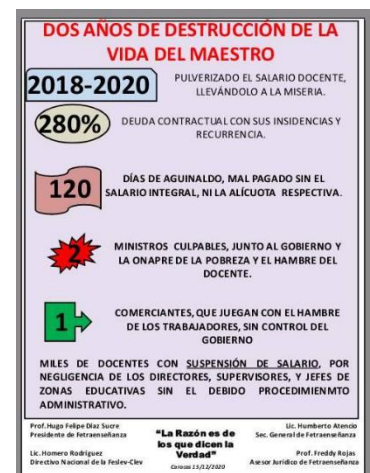 DOS AÑOS DE DESTRUCCIÓN DE LA
VIDA DEL MAESTRO
2018-2020
PULVERIZADO EL SALARIO DOCENTE,
LLEVÁNDOLO A LA MISERIA.
280%
DEUDA CONTRACTUAL CON SUS INSIDENCIAS Y
RECURRENCIA.
120
DÍAS DE AGUINALDO, MAL PAGADO SIN EL
SALARIO INTEGRAL, NI LA ALÍCUOTA RESPECTIVA.
2
MINISTROS CULPABLES, JUNTO AL GOBIERNO Y
LA ONAPRE DE LA POBREZA Y EL HAMBRE DEL
DOCENTE.
1
COMERCIANTES, QUE JUEGAN CON EL HAMBRE
DE LOS TRABAJADORES, SIN CONTROL DEL
GOBIERNO
MILES DE DOCENTES CON SUSPENSIÓN DE SALARIO, POR
NEGLIGENCIA DE LOS DIRECTORES, SUPERVISORES, Y JEFES DE
ZONAS EDUCATIVAS SIN EL DEBIDO PROCEDIMIENMTO
ADMINISTRATIVO.
Prof. Hugo Felipe Díaz Sucre
Presidente de Fetraenseñanza
Lic. Homero Rodríguez
Directivo Nacional de la Feslev-Clev
"La Razón es de
los que dicen la
Verdad"
Caracas 15/12/2020
Lic. Humberto Atencio
Sec. General de Fetraenseñanza
Prof. Freddy Rojas
Asesor Jurídico de Fetraenseñanza